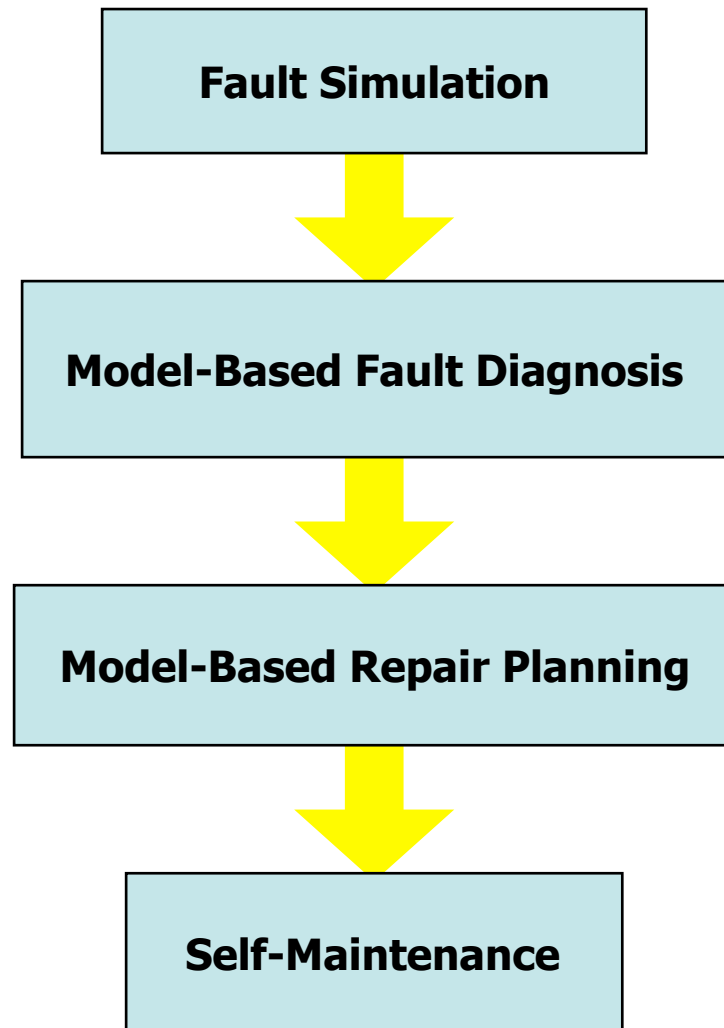 Fault Simulation
Model-Based Fault Diagnosis
Model-Based Repair Planning
Self-Maintenance